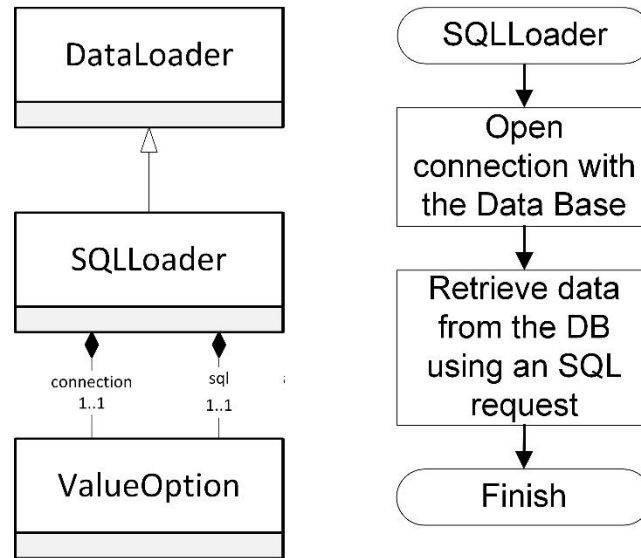 DataLoader
SQLLoader
connection
1..1
sql
1..1
ValueOption
SQLLoader
Open
connection with
the Data Base
Retrieve data
from the DB
using an SQL
request
Finish